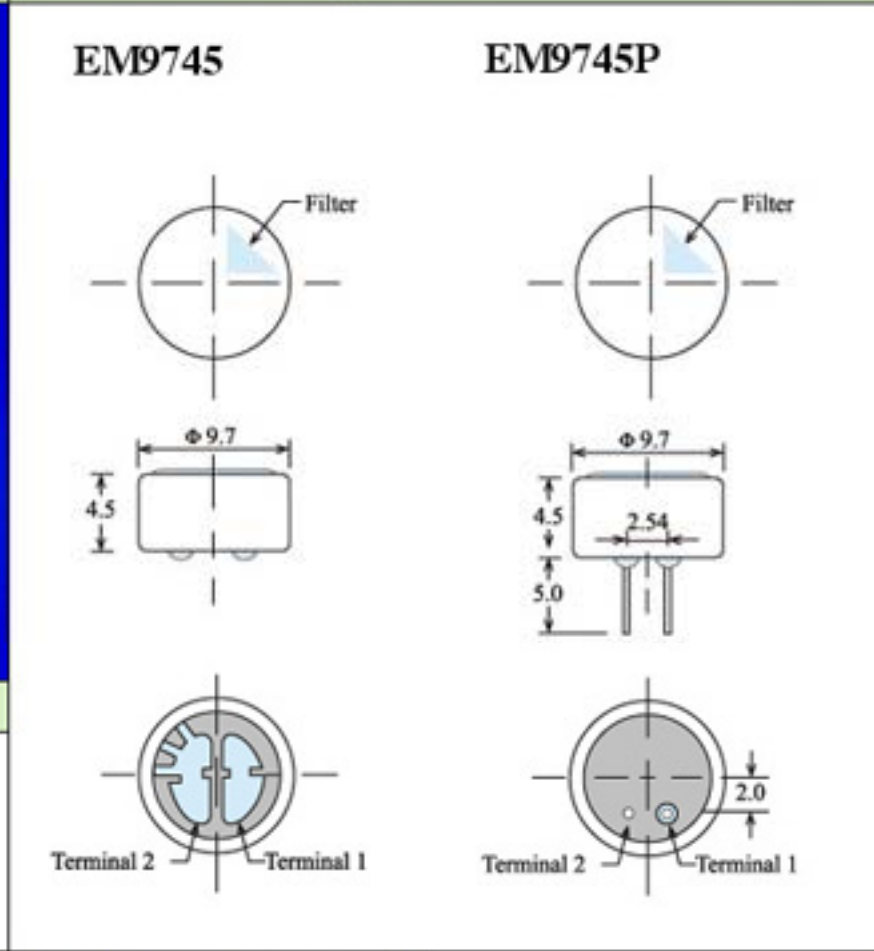 EM9745
EM9745P
Filter
Filter
Φ 9.7
4.5
Φ 9.7
4.5
2.54
5.0
Terminal 2
Terminal 1
2.0
Terminal 2
Terminal 1